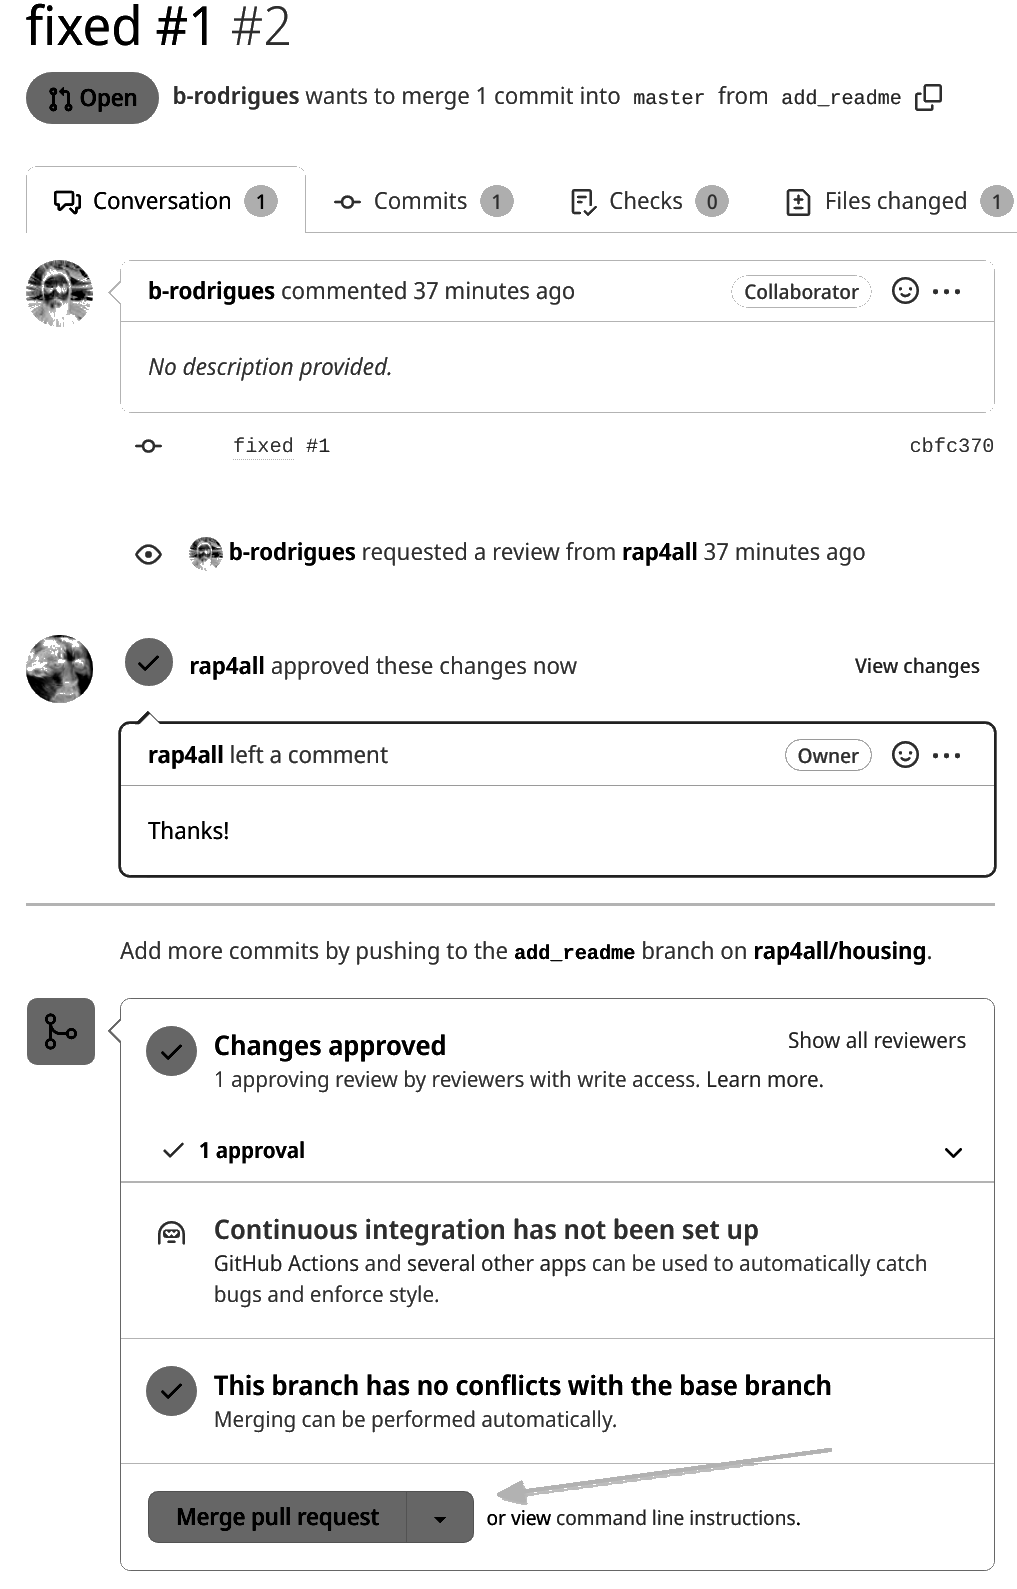 fixed #1 #2
Open b-rodrigues wants to merge 1 commit into master from add_readme
Conversation 1 Commits 1 Checks 0 Files changed 1
b-rodrigues commented 37 minutes ago Collaborator
No description provided.
fixed #1 cbfc370
b-rodrigues requested a review from rap4all 37 minutes ago
rap4all approved these changes now View changes
rap4all left a comment Owner
Thanks!
Add more commits by pushing to the add_readme branch on rap4all/housing.
Changes approved Show all reviewers
1 approving review by reviewers with write access. Learn more.
1 approval
Continuous integration has not been set up
GitHub Actions and several other apps can be used to automatically catch
bugs and enforce style.
This branch has no conflicts with the base branch
Merging can be performed automatically.
Merge pull request or view command line instructions.